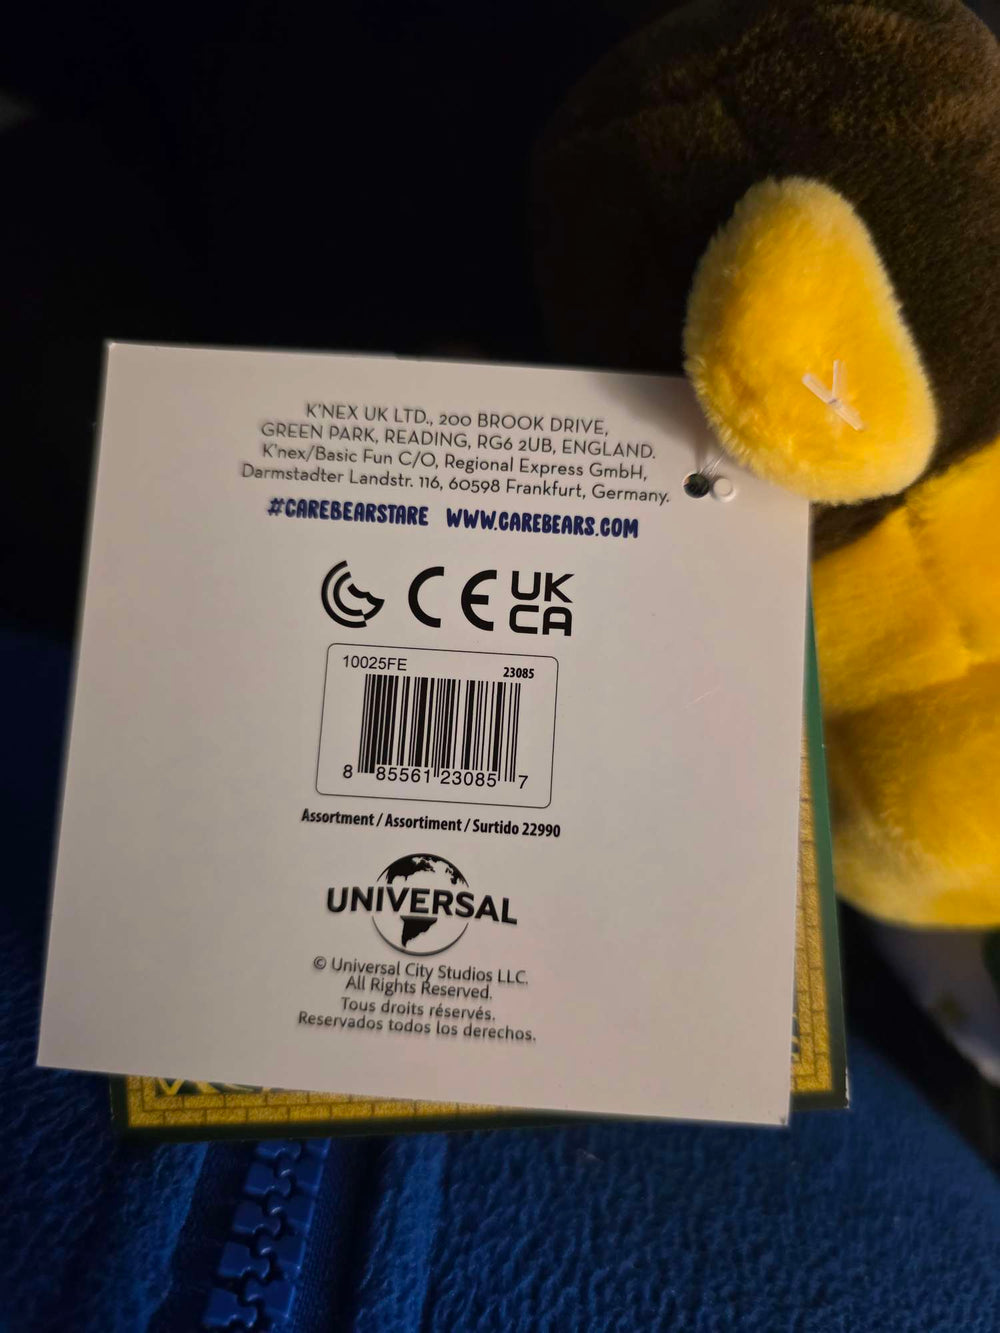 K'NEX UK LTD., 200 BROOK DRIVE,
GREEN PARK, READING, RG6 2UB, ENGLAND.
K'nex/Basic Fun C/O, Regional Express GmbH,
Darmstadter Landstr. 116, 60598 Frankfurt, Germany.
#CAREBEARSTARE WWW.CAREBEARS.COM
CE UK
CA
10025FE 23085
8 85561 23085 7
Assortment / Assortiment / Surtido 22990
UNIVERSAL
© Universal City Studios LLC.
All Rights Reserved.
Tous droits réservés.
Reservados todos los derechos.